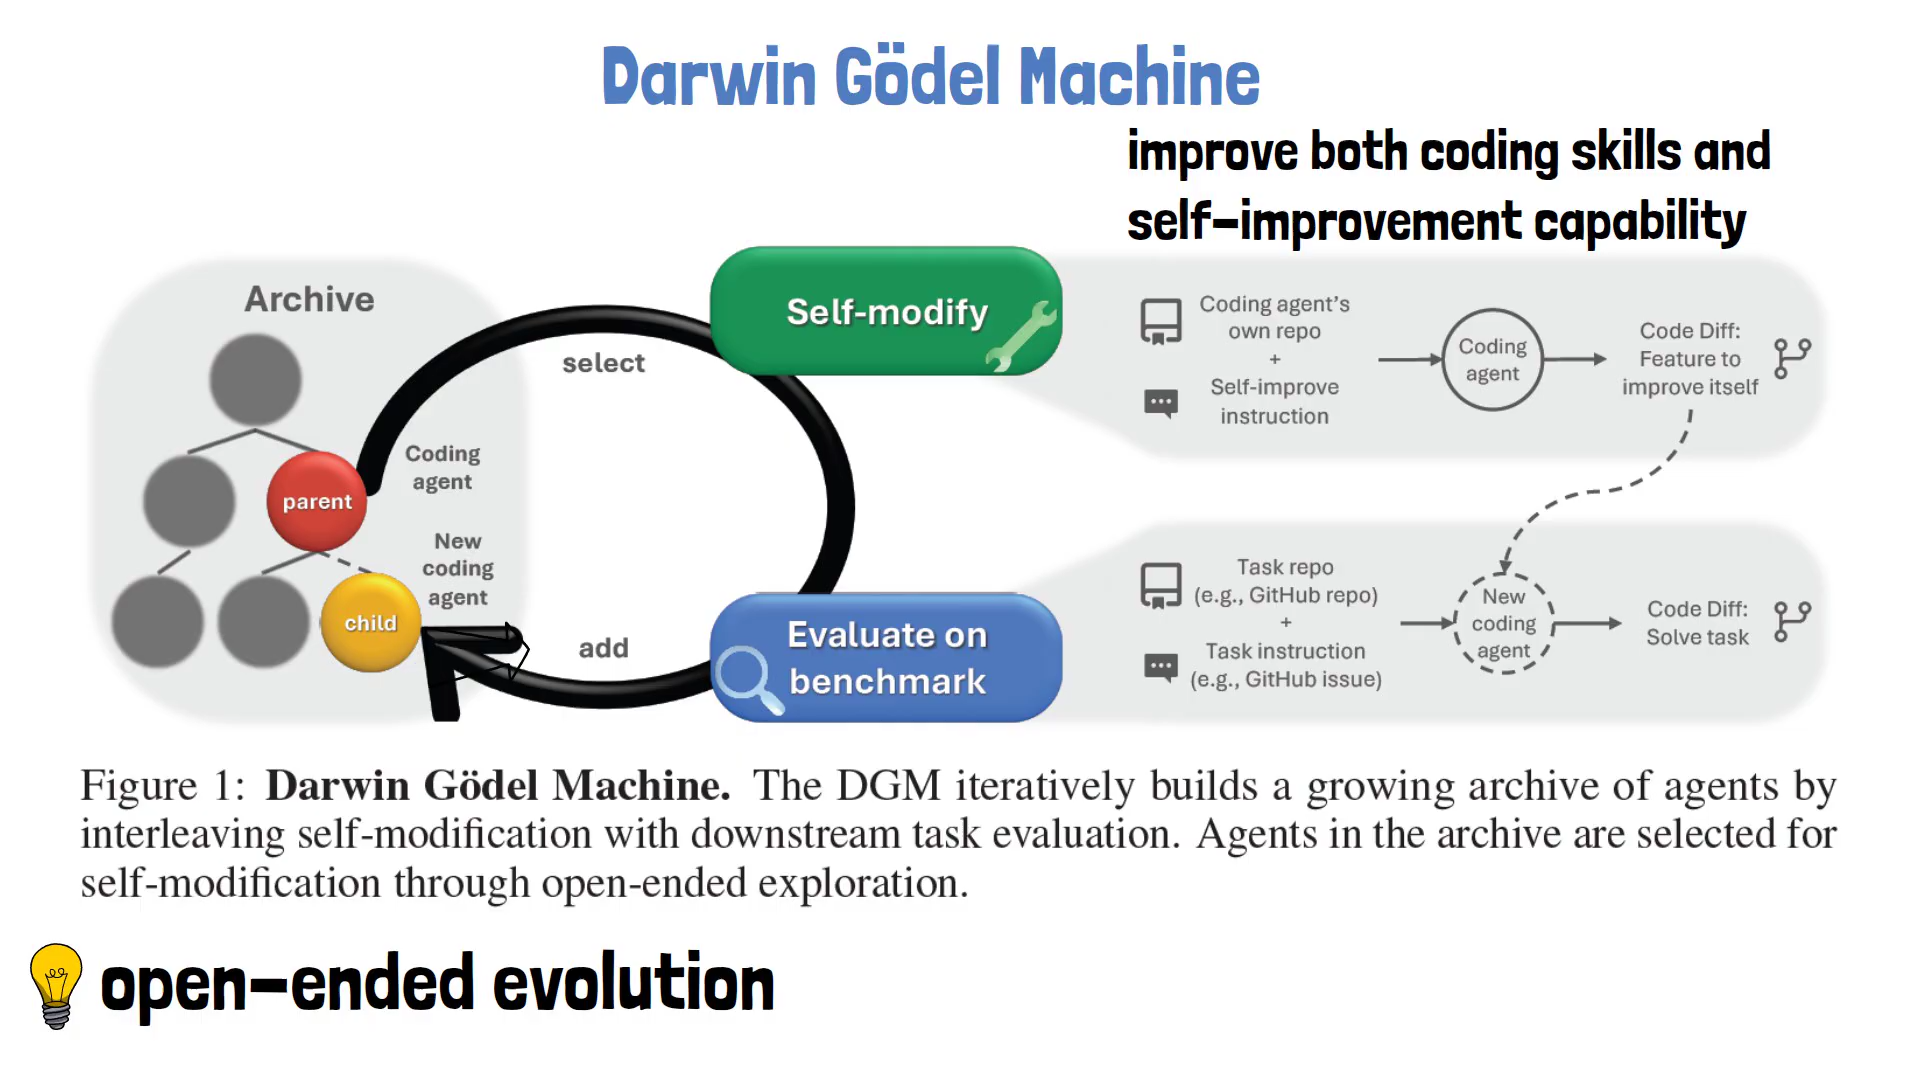 Darwin Gödel Machine
improve both coding skills and
self-improvement capability
Archive
select
Self-modify
Coding
agent
parent
New
coding
agent
child
add
Evaluate on
benchmark
Coding agent's
own repo
+
Self-improve
instruction
Coding
agent
Code Diff:
Feature to
improve itself
Task repo
(e.g., GitHub repo)
+
Task instruction
(e.g., GitHub issue)
New
coding
agent
Code Diff:
Solve task
Figure 1: Darwin Gödel Machine. The DGM iteratively builds a growing archive of agents by
interleaving self-modification with downstream task evaluation. Agents in the archive are selected for
self-modification through open-ended exploration.
open-ended evolution